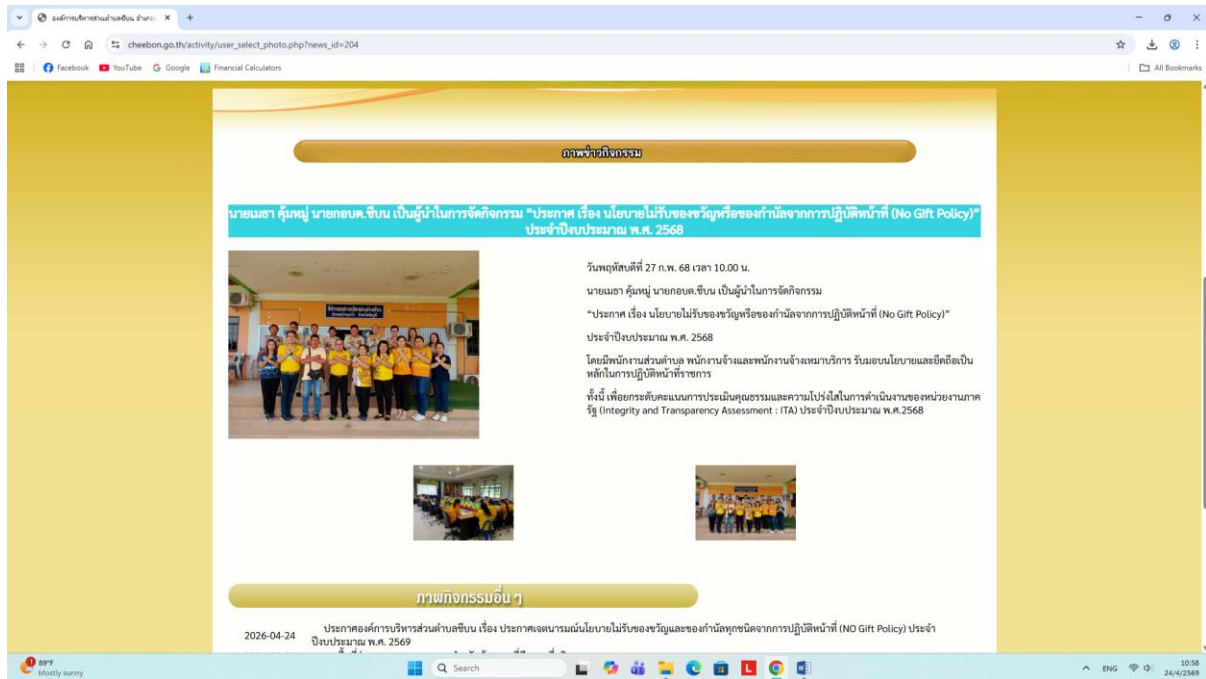 องค์การบริหารส่วนตำบลชีบน อำเภอ
cheebon.go.th/activity/user_select_photo.php?news_id=204
Facebook YouTube Google Financial Calculators All Bookmarks
ภาพข่าวกิจกรรม
นายเมธา คุ้มหมู่ นายกอบต.ชีบน เป็นผู้นำในการจัดกิจกรรม “ประกาศ เรื่อง นโยบายไม่รับของขวัญหรือของกำนัลจากการปฏิบัติหน้าที่ (No Gift Policy)”
ประจำปีงบประมาณ พ.ศ. 2568
วันพฤหัสบดีที่ 27 ก.พ. 68 เวลา 10.00 น.
นายเมธา คุ้มหมู่ นายกอบต.ชีบน เป็นผู้นำในการจัดกิจกรรม
“ประกาศ เรื่อง นโยบายไม่รับของขวัญหรือของกำนัลจากการปฏิบัติหน้าที่ (No Gift Policy)”
ประจำปีงบประมาณ พ.ศ. 2568
โดยมีพนักงานส่วนตำบล พนักงานจ้างและพนักงานจ้างเหมาบริการ รับมอบนโยบายและยึดถือเป็น
หลักในการปฏิบัติหน้าที่ราชการ
ทั้งนี้ เพื่อยกระดับคะแนนการประเมินคุณธรรมและความโปร่งใสในการดำเนินงานของหน่วยงานภาค
รัฐ (Integrity and Transparency Assessment : ITA) ประจำปีงบประมาณ พ.ศ.2568
ภาพกิจกรรมอื่น ๆ
2026-04-24 ประกาศองค์การบริหารส่วนตำบลชีบน เรื่อง ประกาศเจตนารมณ์นโยบายไม่รับของขวัญและของกำนัลทุกชนิดจากการปฏิบัติหน้าที่ (NO Gift Policy) ประจำ
ปีงบประมาณ พ.ศ. 2569
89°F
Mostly sunny
Search
ENG
10:58
24/4/2569